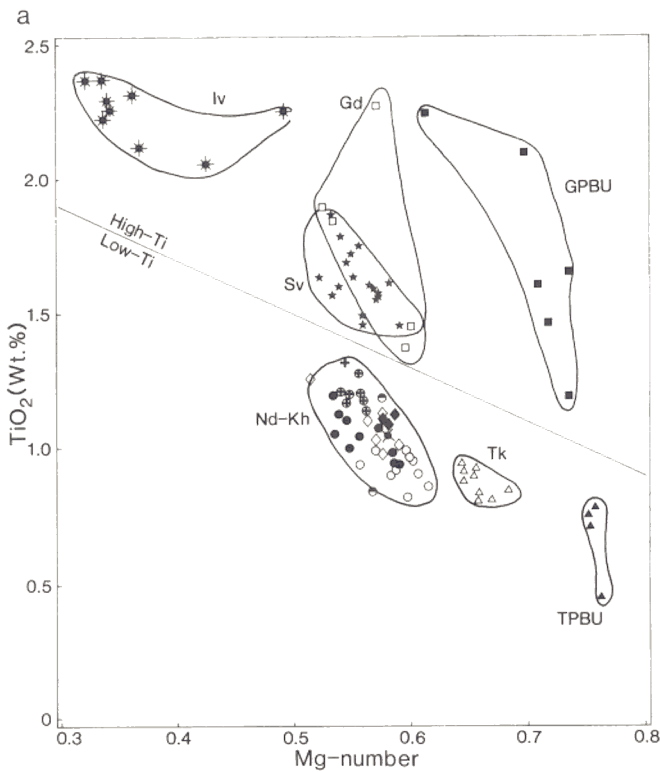 a
2.5
Iv
Gd
2.0
GPBU
High-Ti
Low-Ti
Sv
1.5
TiO2(Wt.%)
Nd-Kh
1.0
Tk
0.5
TPBU
0
0.3 0.4 0.5 0.6 0.7 0.8
Mg-number